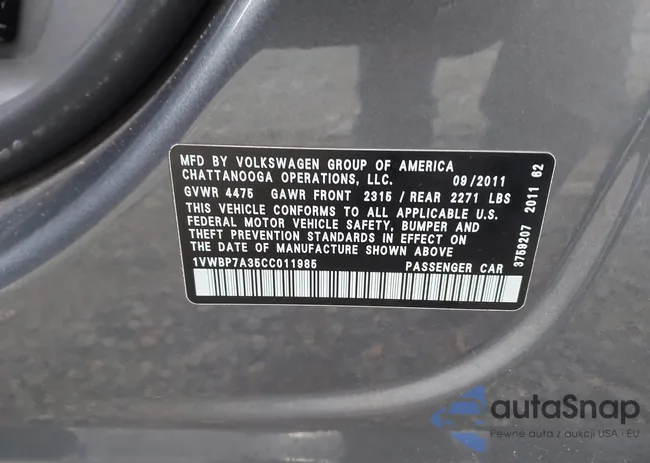 MFD BY VOLKSWAGEN GROUP OF AMERICA
CHATTANOOGA OPERATIONS, LLC. 09/2011
GVWR 4475 GAWR FRONT 2315 / REAR 2271 LBS
THIS VEHICLE CONFORMS TO ALL APPLICABLE U.S.
FEDERAL MOTOR VEHICLE SAFETY, BUMPER AND
THEFT PREVENTION STANDARDS IN EFFECT ON
THE DATE OF MANUFACTURE SHOWN ABOVE
1VWBP7A35CC011985 PASSENGER CAR
3759207 2011 62
autaSnap
Pewne auta z aukcji USA i EU